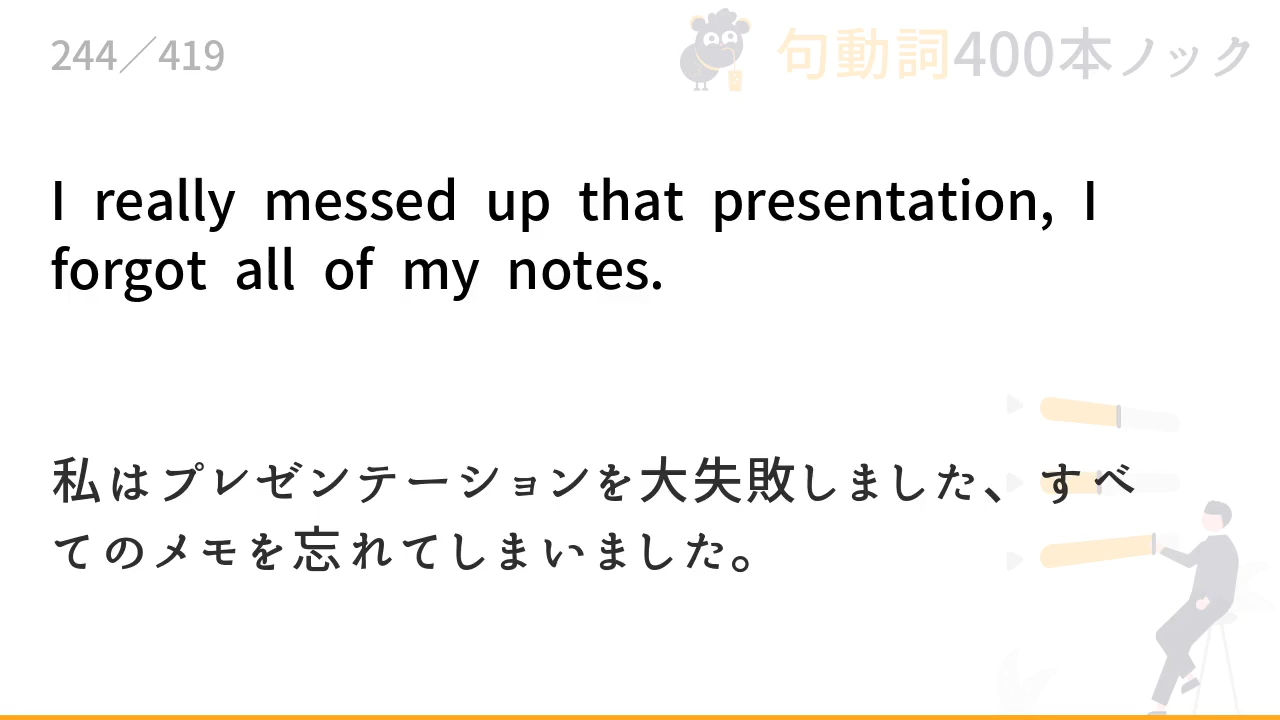 244／419
句動詞400本ノック
I really messed up that presentation, I
forgot all of my notes.
私はプレゼンテーションを大失敗しました、すべ
てのメモを忘れてしまいました。